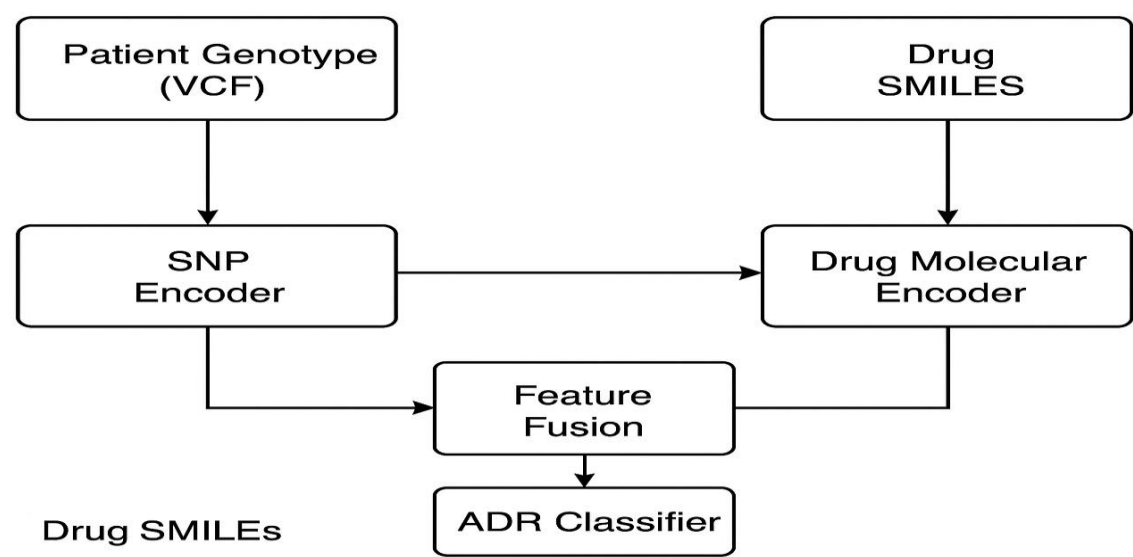 Patient Genotype
(VCF)
Drug
SMILES
SNP
Encoder
Drug Molecular
Encoder
Feature
Fusion
ADR Classifier
Drug SMILEs